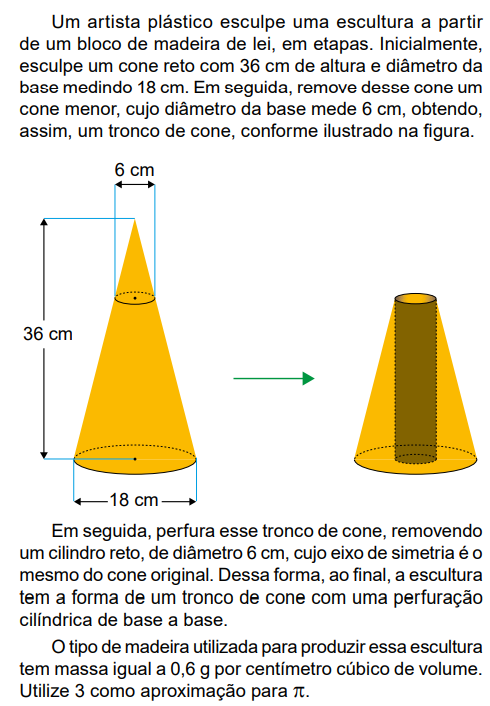 Um artista plástico esculpe uma escultura a partir
de um bloco de madeira de lei, em etapas. Inicialmente,
esculpe um cone reto com 36 cm de altura e diâmetro da
base medindo 18 cm. Em seguida, remove desse cone um
cone menor, cujo diâmetro da base mede 6 cm, obtendo,
assim, um tronco de cone, conforme ilustrado na figura.
6 cm
36 cm
18 cm
Em seguida, perfura esse tronco de cone, removendo
um cilindro reto, de diâmetro 6 cm, cujo eixo de simetria é o
mesmo do cone original. Dessa forma, ao final, a escultura
tem a forma de um tronco de cone com uma perfuração
cilíndrica de base a base.
O tipo de madeira utilizada para produzir essa escultura
tem massa igual a 0,6 g por centímetro cúbico de volume.
Utilize 3 como aproximação para π.